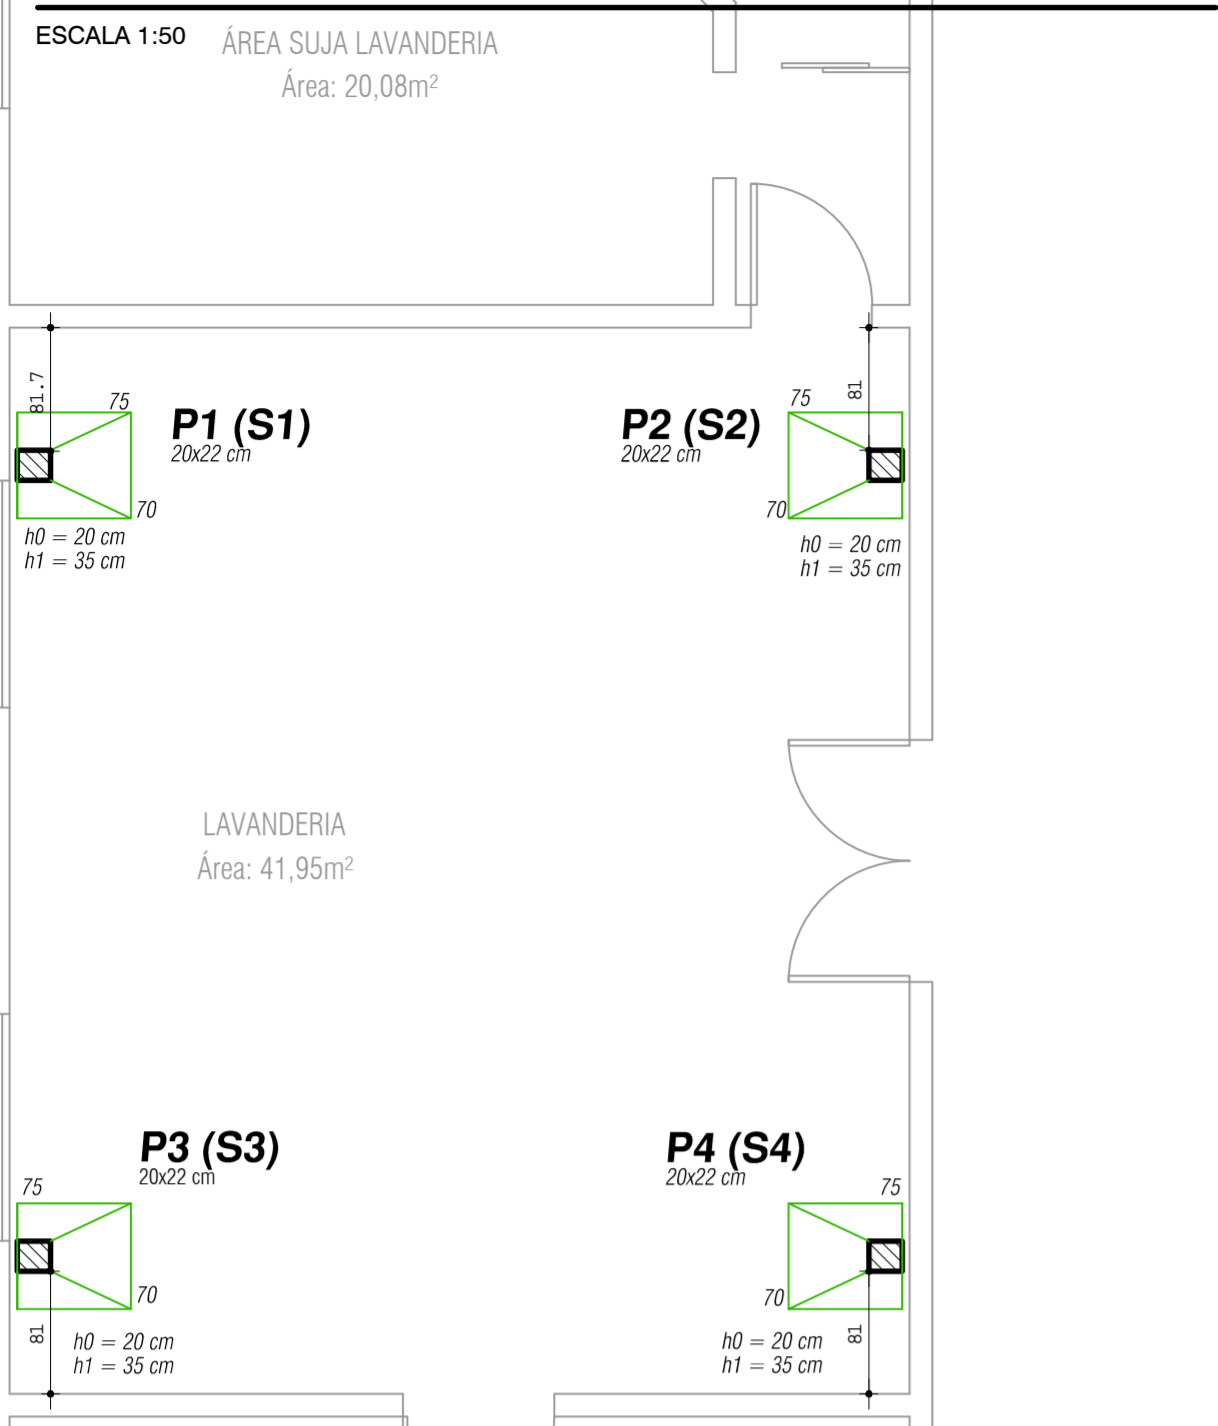 ESCALA 1:50
ÁREA SUJA LAVANDERIA
Área: 20,08m²
81.7
75
P1 (S1)
20x22 cm
70
h0 = 20 cm
h1 = 35 cm
81
75
P2 (S2)
20x22 cm
70
h0 = 20 cm
h1 = 35 cm
LAVANDERIA
Área: 41,95m²
P3 (S3)
20x22 cm
75
70
81
h0 = 20 cm
h1 = 35 cm
P4 (S4)
20x22 cm
75
70
81
h0 = 20 cm
h1 = 35 cm